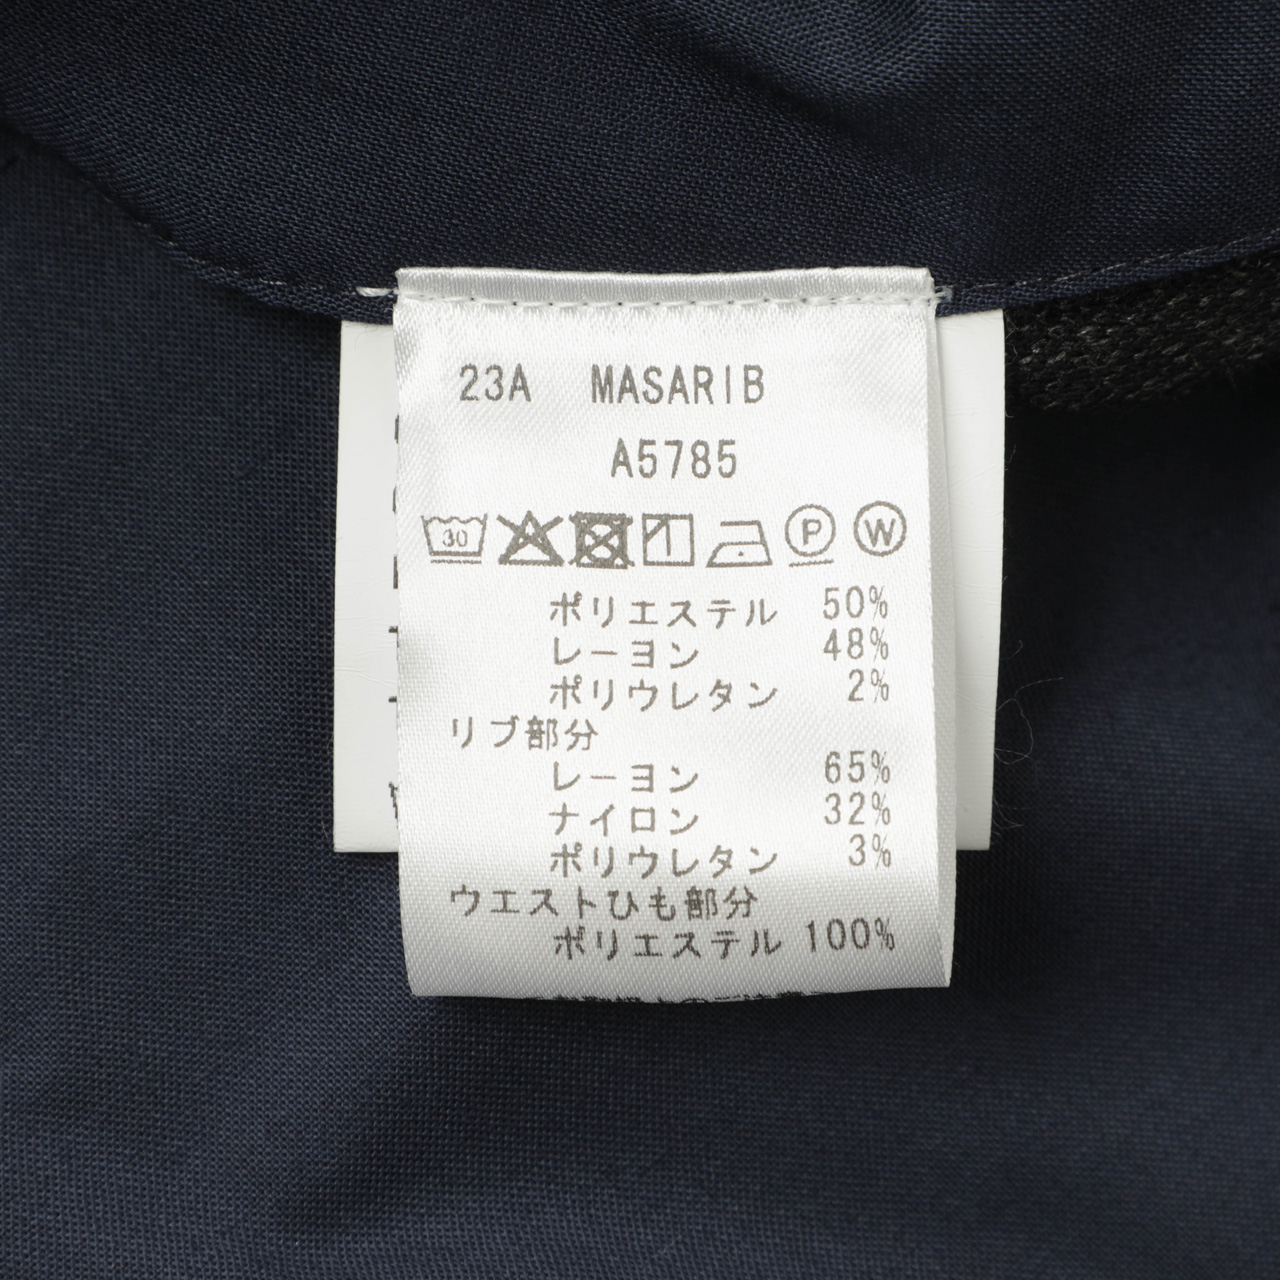 23A MASARIB
A5785
30 P W
ポリエステル 50%
レーヨン 48%
ポリウレタン 2%
リブ部分
レーヨン 65%
ナイロン 32%
ポリウレタン 3%
ウエストひも部分
ポリエステル 100%